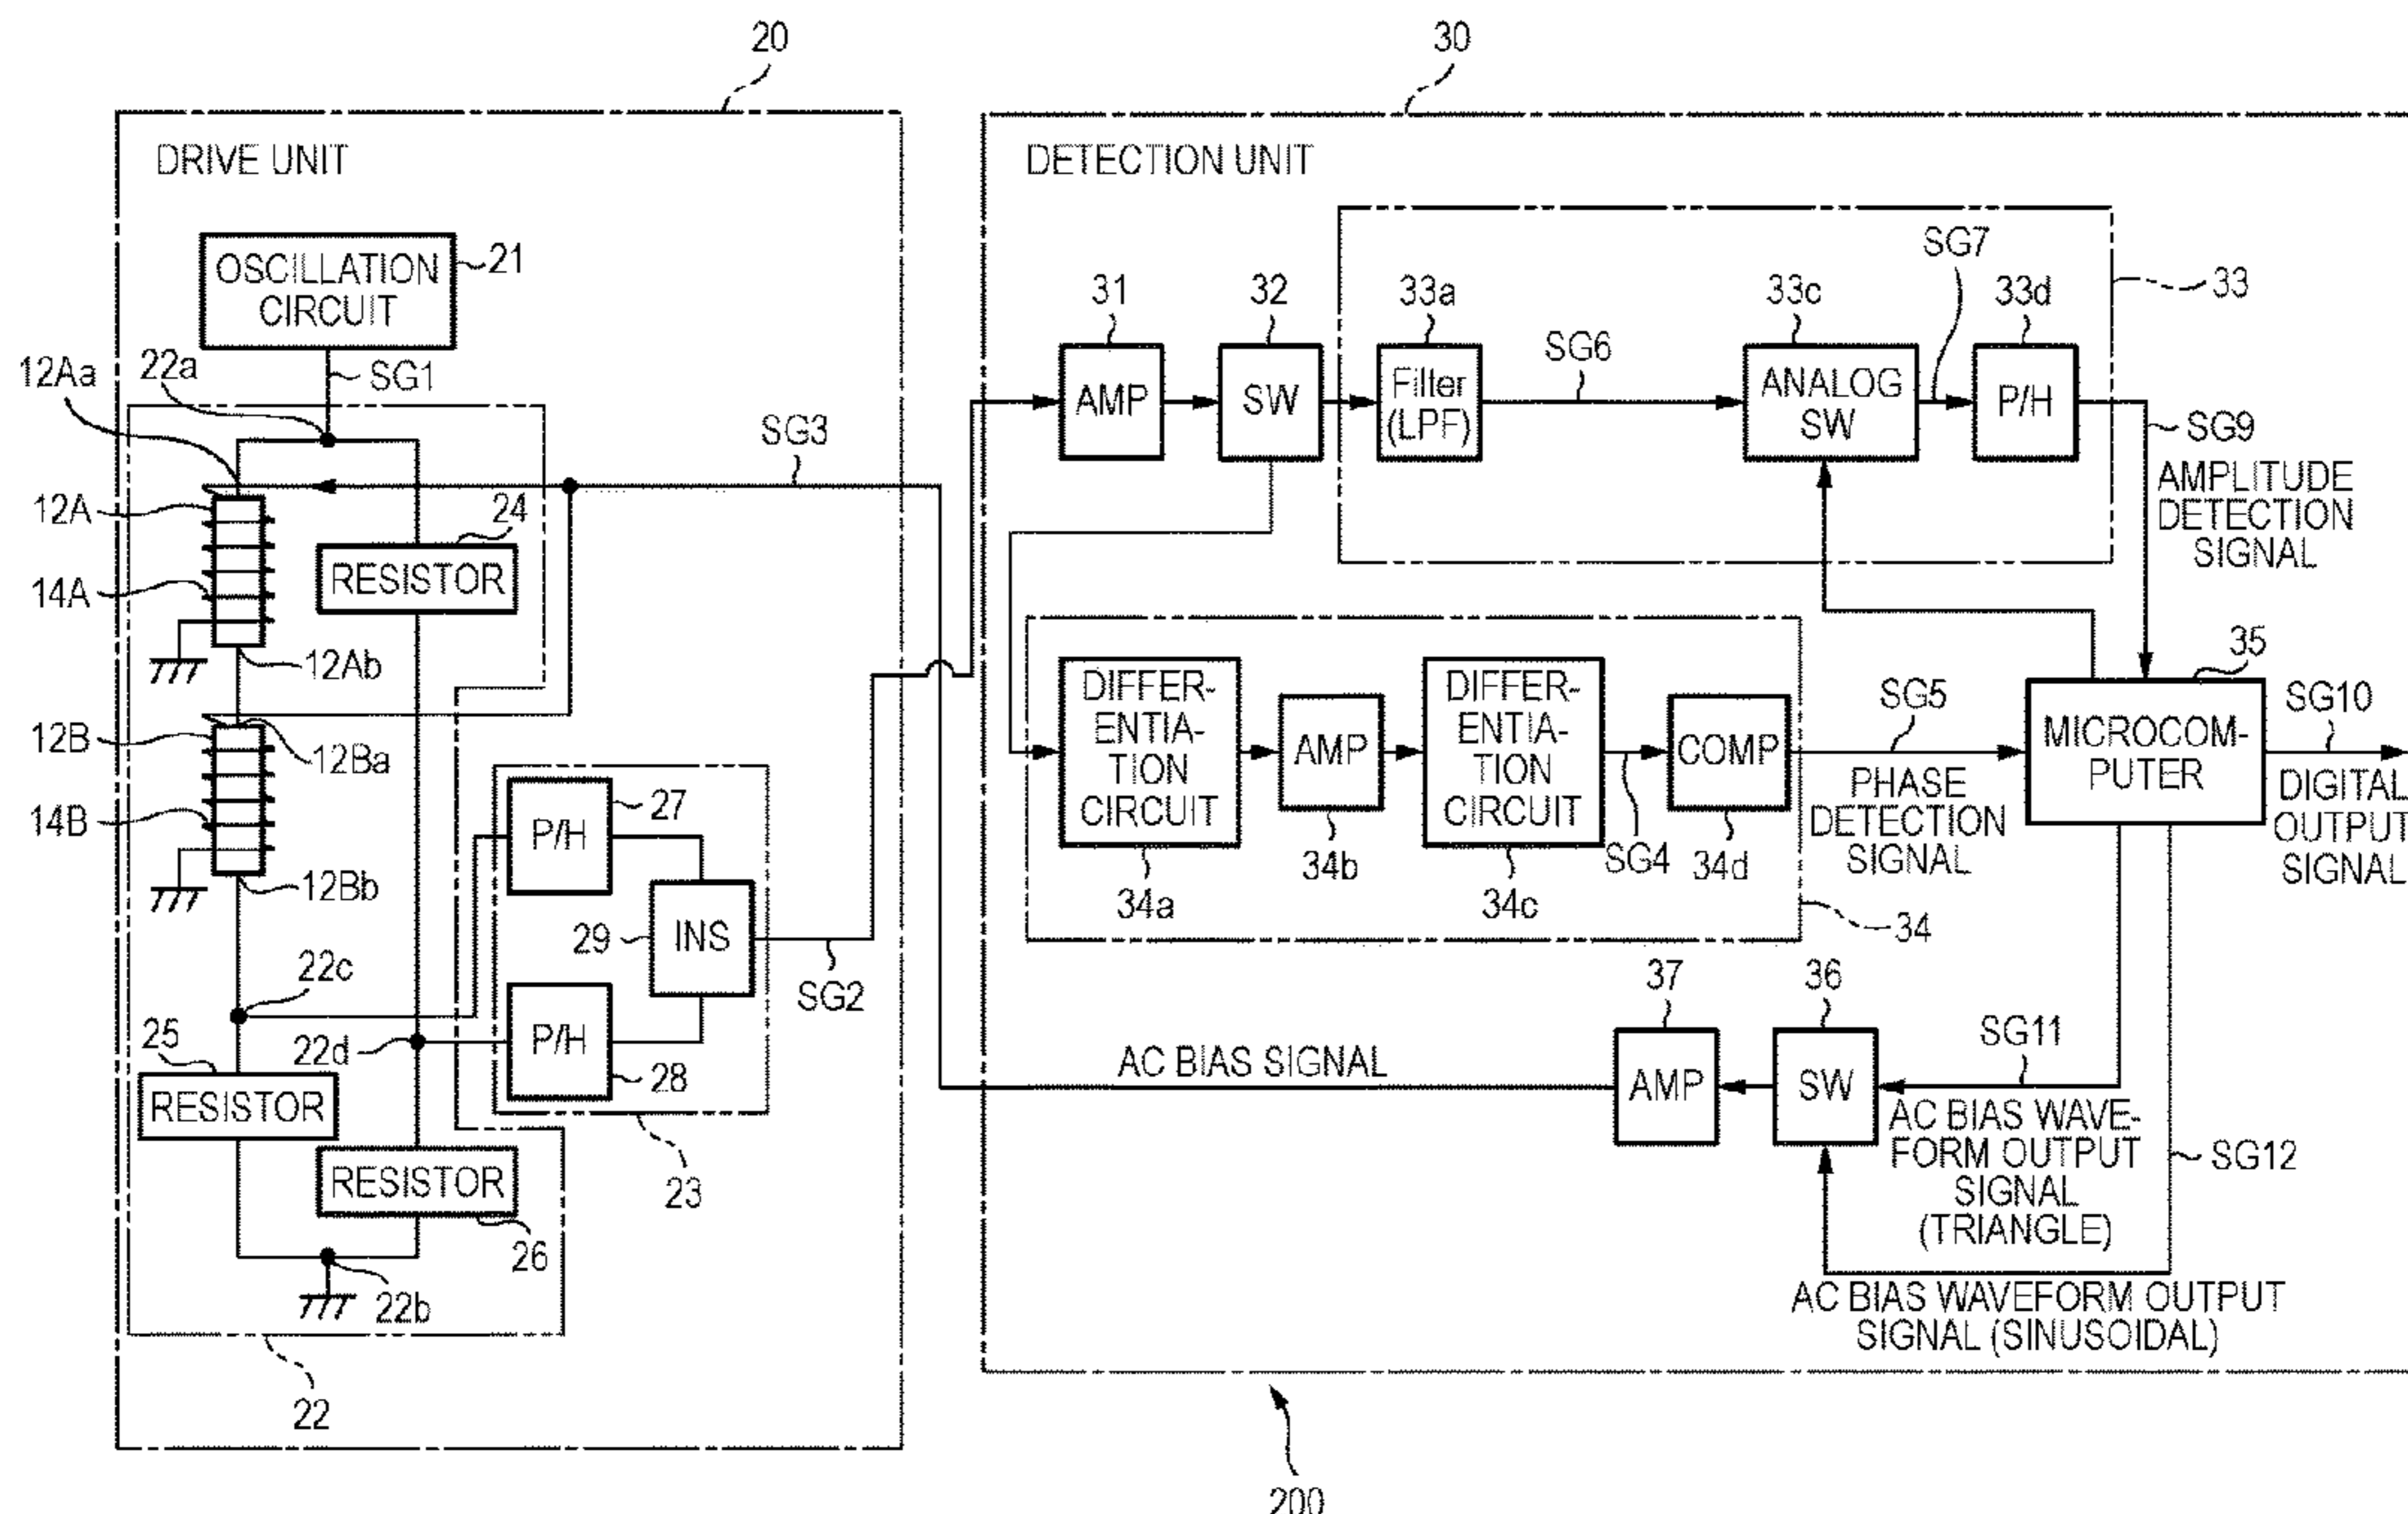 20
30
DRIVE UNIT
DETECTION UNIT
OSCILLATION
CIRCUIT
21
SG1
22a
12Aa
12A
14A
12Ab
24
RESISTOR
SG3
12B
12Ba
14B
12Bb
27
P/H
29
INS
SG2
22c
25
RESISTOR
22d
P/H
28
23
RESISTOR
26
22b
22
31
AMP
32
SW
33a
Filter
(LPF)
SG6
33c
ANALOG
SW
SG7
33d
P/H
33
SG9
AMPLITUDE
DETECTION
SIGNAL
DIFFER-
ENTIA-
TION
CIRCUIT
34a
AMP
34b
DIFFER-
ENTIA-
TION
CIRCUIT
34c
SG4
COMP
34d
34
SG5
PHASE
DETECTION
SIGNAL
35
MICROCOM-
PUTER
SG10
DIGITAL
OUTPUT
SIGNAL
AC BIAS SIGNAL
37
AMP
36
SW
SG11
AC BIAS WAVE-
FORM OUTPUT
SIGNAL
(TRIANGLE)
SG12
AC BIAS WAVEFORM OUTPUT
SIGNAL (SINUSOIDAL)
200